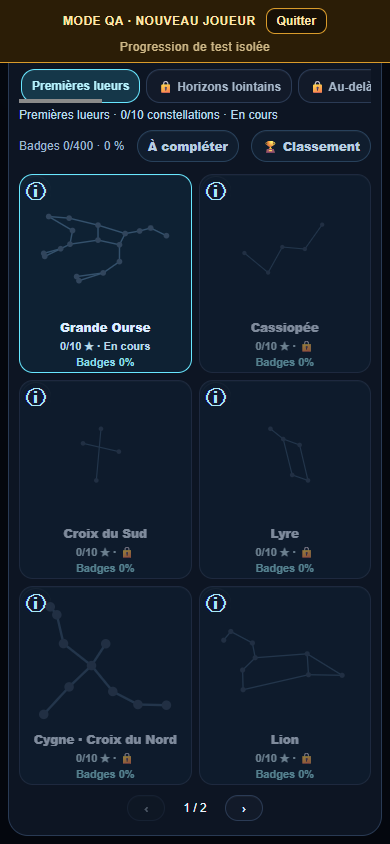 MODE QA · NOUVEAU JOUEUR Quitter
Progression de test isolée
Premières lueurs 🔒 Horizons lointains 🔒 Au-delà
Premières lueurs · 0/10 constellations · En cours
Badges 0/400 · 0 % À compléter 🏆 Classement
Grande Ourse
0/10 ★ · En cours
Badges 0%
Cassiopée
0/10 ★ · 🔒
Badges 0%
Croix du Sud
0/10 ★ · 🔒
Badges 0%
Lyre
0/10 ★ · 🔒
Badges 0%
Cygne · Croix du Nord
0/10 ★ · 🔒
Badges 0%
Lion
0/10 ★ · 🔒
Badges 0%
‹ 1 / 2 ›